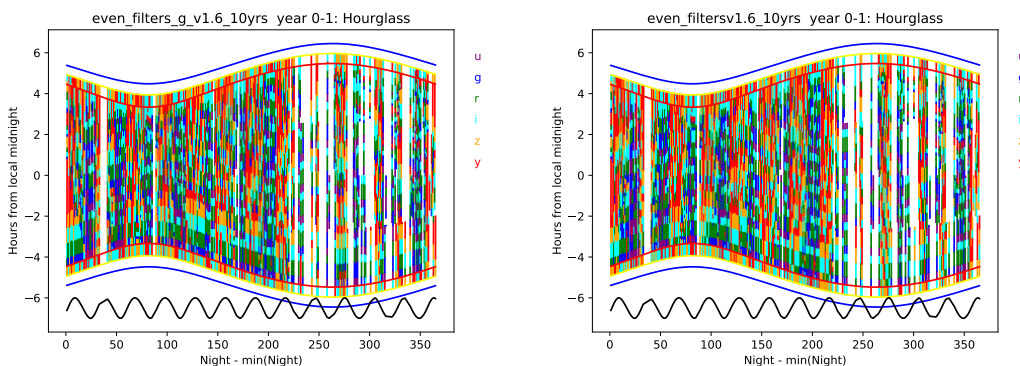 even_filters_g_v1.6_10yrs year 0-1: Hourglass
6
4
2
0
−2
−4
−6
Hours from local midnight
0
50
100
150
200
250
300
350
Night - min(Night)
u
g
r
i
z
y
even_filtersv1.6_10yrs year 0-1: Hourglass
6
4
2
0
−2
−4
−6
Hours from local midnight
0
50
100
150
200
250
300
350
Night - min(Night)